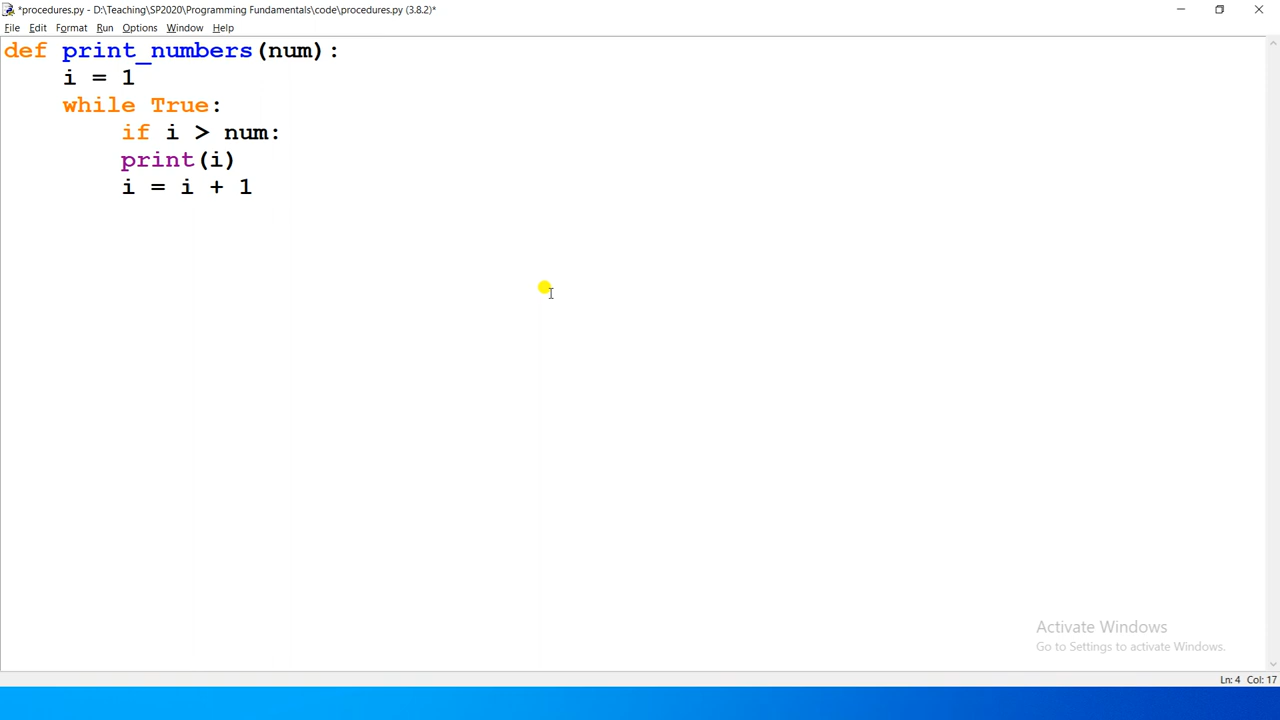 *procedures.py - D:\Teaching\SP2020\Programming Fundamentals\code\procedures.py (3.8.2)*
File Edit Format Run Options Window Help
def print_numbers(num):
    i = 1
    while True:
        if i > num:
        print(i)
        i = i + 1
Activate Windows
Go to Settings to activate Windows.
Ln: 4 Col: 17